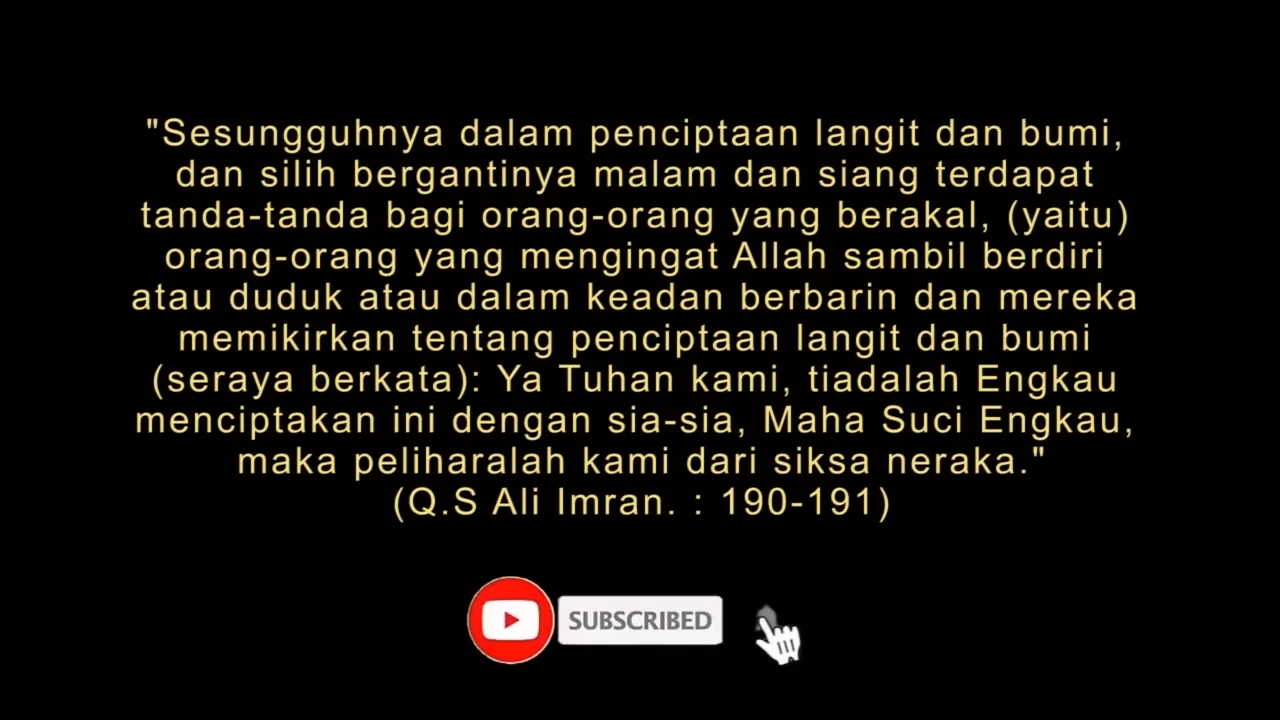 "Sesungguhnya dalam penciptaan langit dan bumi,
dan silih bergantinya malam dan siang terdapat
tanda-tanda bagi orang-orang yang berakal, (yaitu)
orang-orang yang mengingat Allah sambil berdiri
atau duduk atau dalam keadan berbarin dan mereka
memikirkan tentang penciptaan langit dan bumi
(seraya berkata): Ya Tuhan kami, tiadalah Engkau
menciptakan ini dengan sia-sia, Maha Suci Engkau,
maka peliharalah kami dari siksa neraka."
(Q.S Ali Imran. : 190-191)
SUBSCRIBED